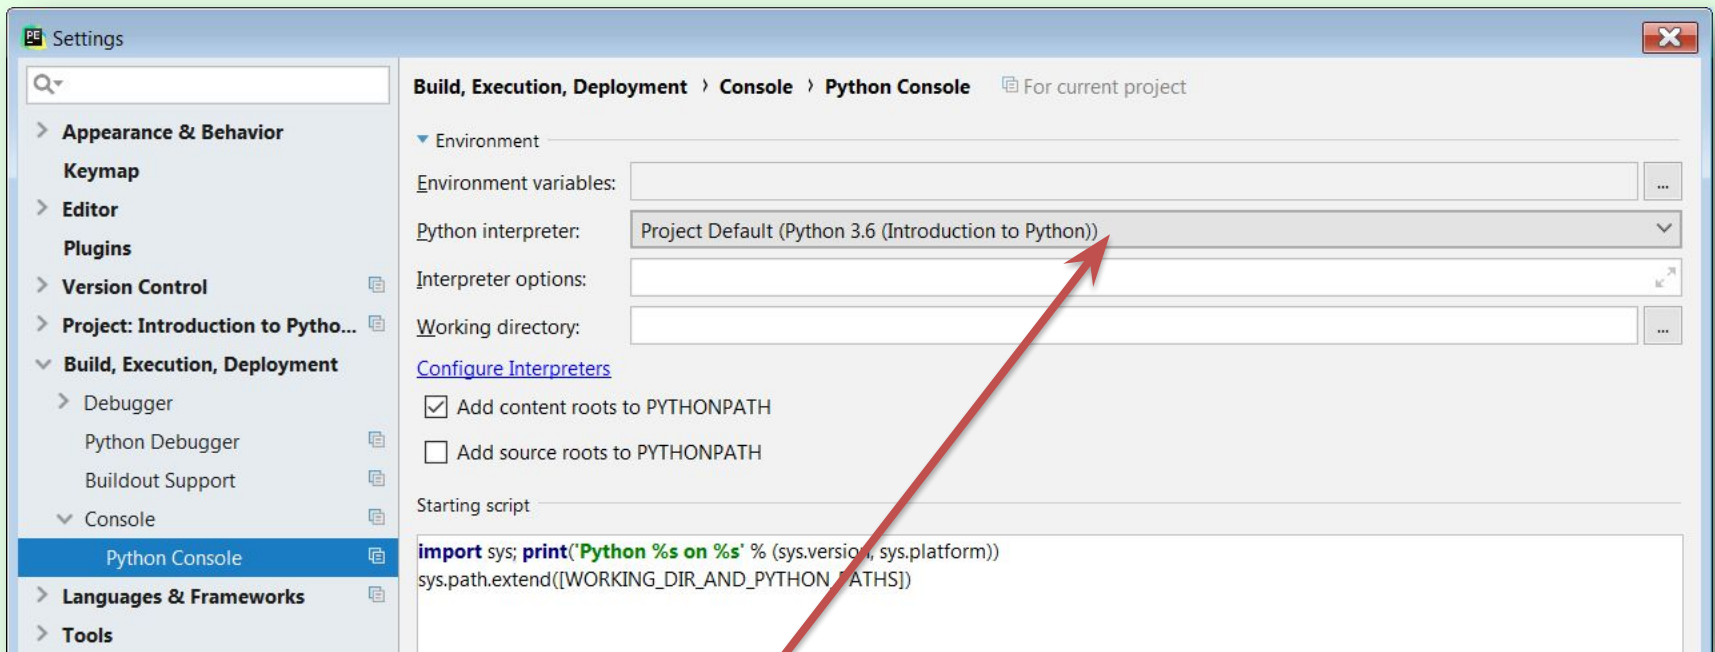 PE Settings
Appearance & Behavior
Keymap
Editor
Plugins
Version Control
Project: Introduction to Pytho...
Build, Execution, Deployment
Debugger
Python Debugger
Buildout Support
Console
Python Console
Languages & Frameworks
Tools
Build, Execution, Deployment › Console › Python Console For current project
Environment
Environment variables: ...
Python interpreter: Project Default (Python 3.6 (Introduction to Python))
Interpreter options:
Working directory: ...
Configure Interpreters
Add content roots to PYTHONPATH
Add source roots to PYTHONPATH
Starting script
import sys; print('Python %s on %s' % (sys.version, sys.platform))
sys.path.extend([WORKING_DIR_AND_PYTHON_PATHS])